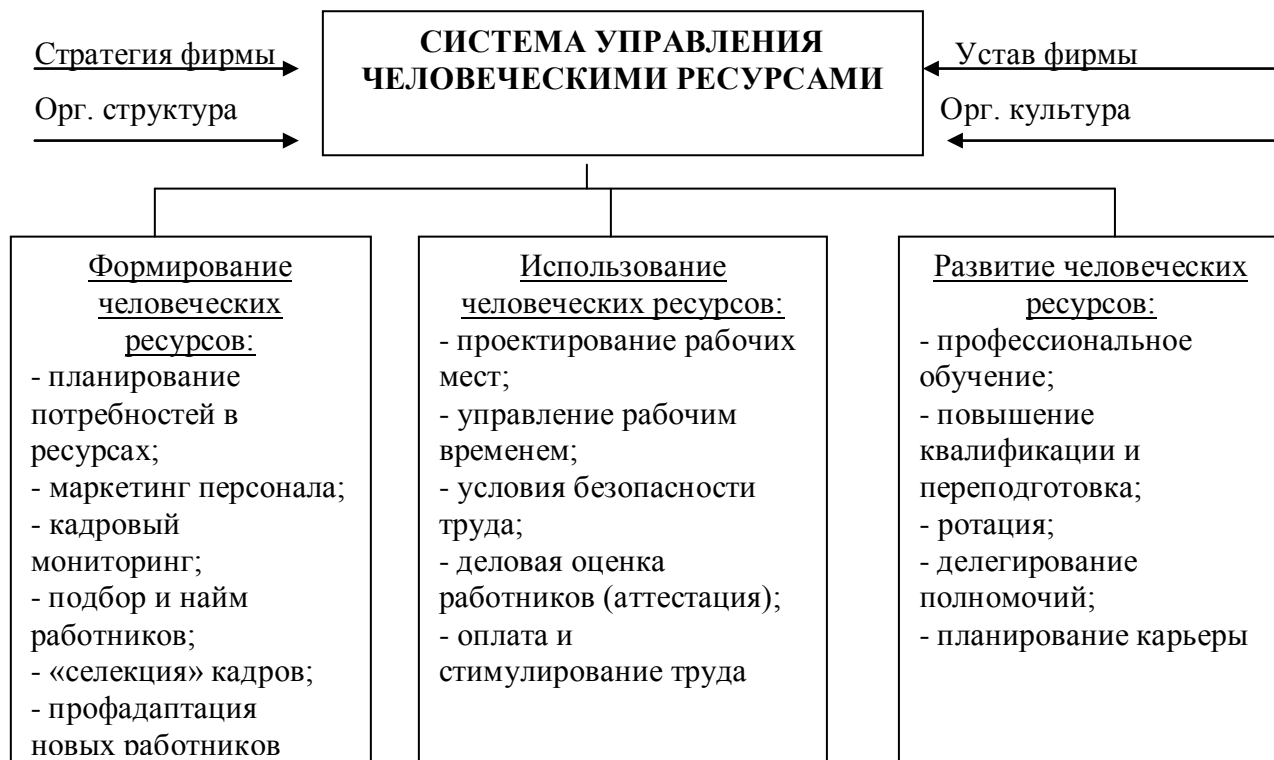 СИСТЕМА УПРАВЛЕНИЯ
ЧЕЛОВЕЧЕСКИМИ РЕСУРСАМИ
Стратегия фирмы
Орг. структура
Устав фирмы
Орг. культура
Формирование
человеческих
ресурсов:
- планирование
потребностей в
ресурсах;
- маркетинг персонала;
- кадровый
мониторинг;
- подбор и найм
работников;
- «селекция» кадров;
- профадаптация
новых работников
Использование
человеческих ресурсов:
- проектирование рабочих
мест;
- управление рабочим
временем;
- условия безопасности
труда;
- деловая оценка
работников (аттестация);
- оплата и
стимулирование труда
Развитие человеческих
ресурсов:
- профессиональное
обучение;
- повышение
квалификации и
переподготовка;
- ротация;
- делегирование
полномочий;
- планирование карьеры